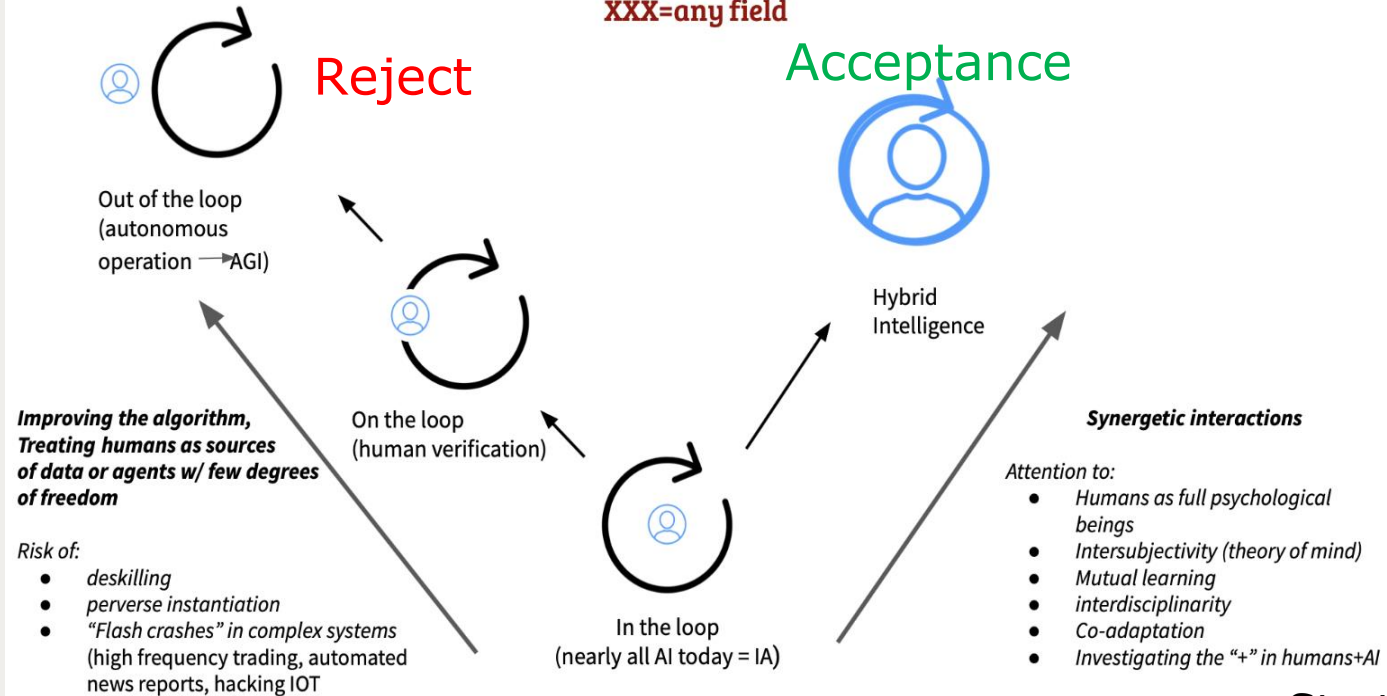 XXX=any field
Reject
Acceptance
Out of the loop
(autonomous
operation → AGI)
Hybrid
Intelligence
On the loop
(human verification)
Improving the algorithm,
Treating humans as sources
of data or agents w/ few degrees
of freedom
Risk of:
● deskilling
● perverse instantiation
● “Flash crashes” in complex systems
(high frequency trading, automated
news reports, hacking IOT
In the loop
(nearly all AI today = IA)
Synergetic interactions
Attention to:
● Humans as full psychological
beings
● Intersubjectivity (theory of mind)
● Mutual learning
● interdisciplinarity
● Co-adaptation
● Investigating the “+” in humans+AI